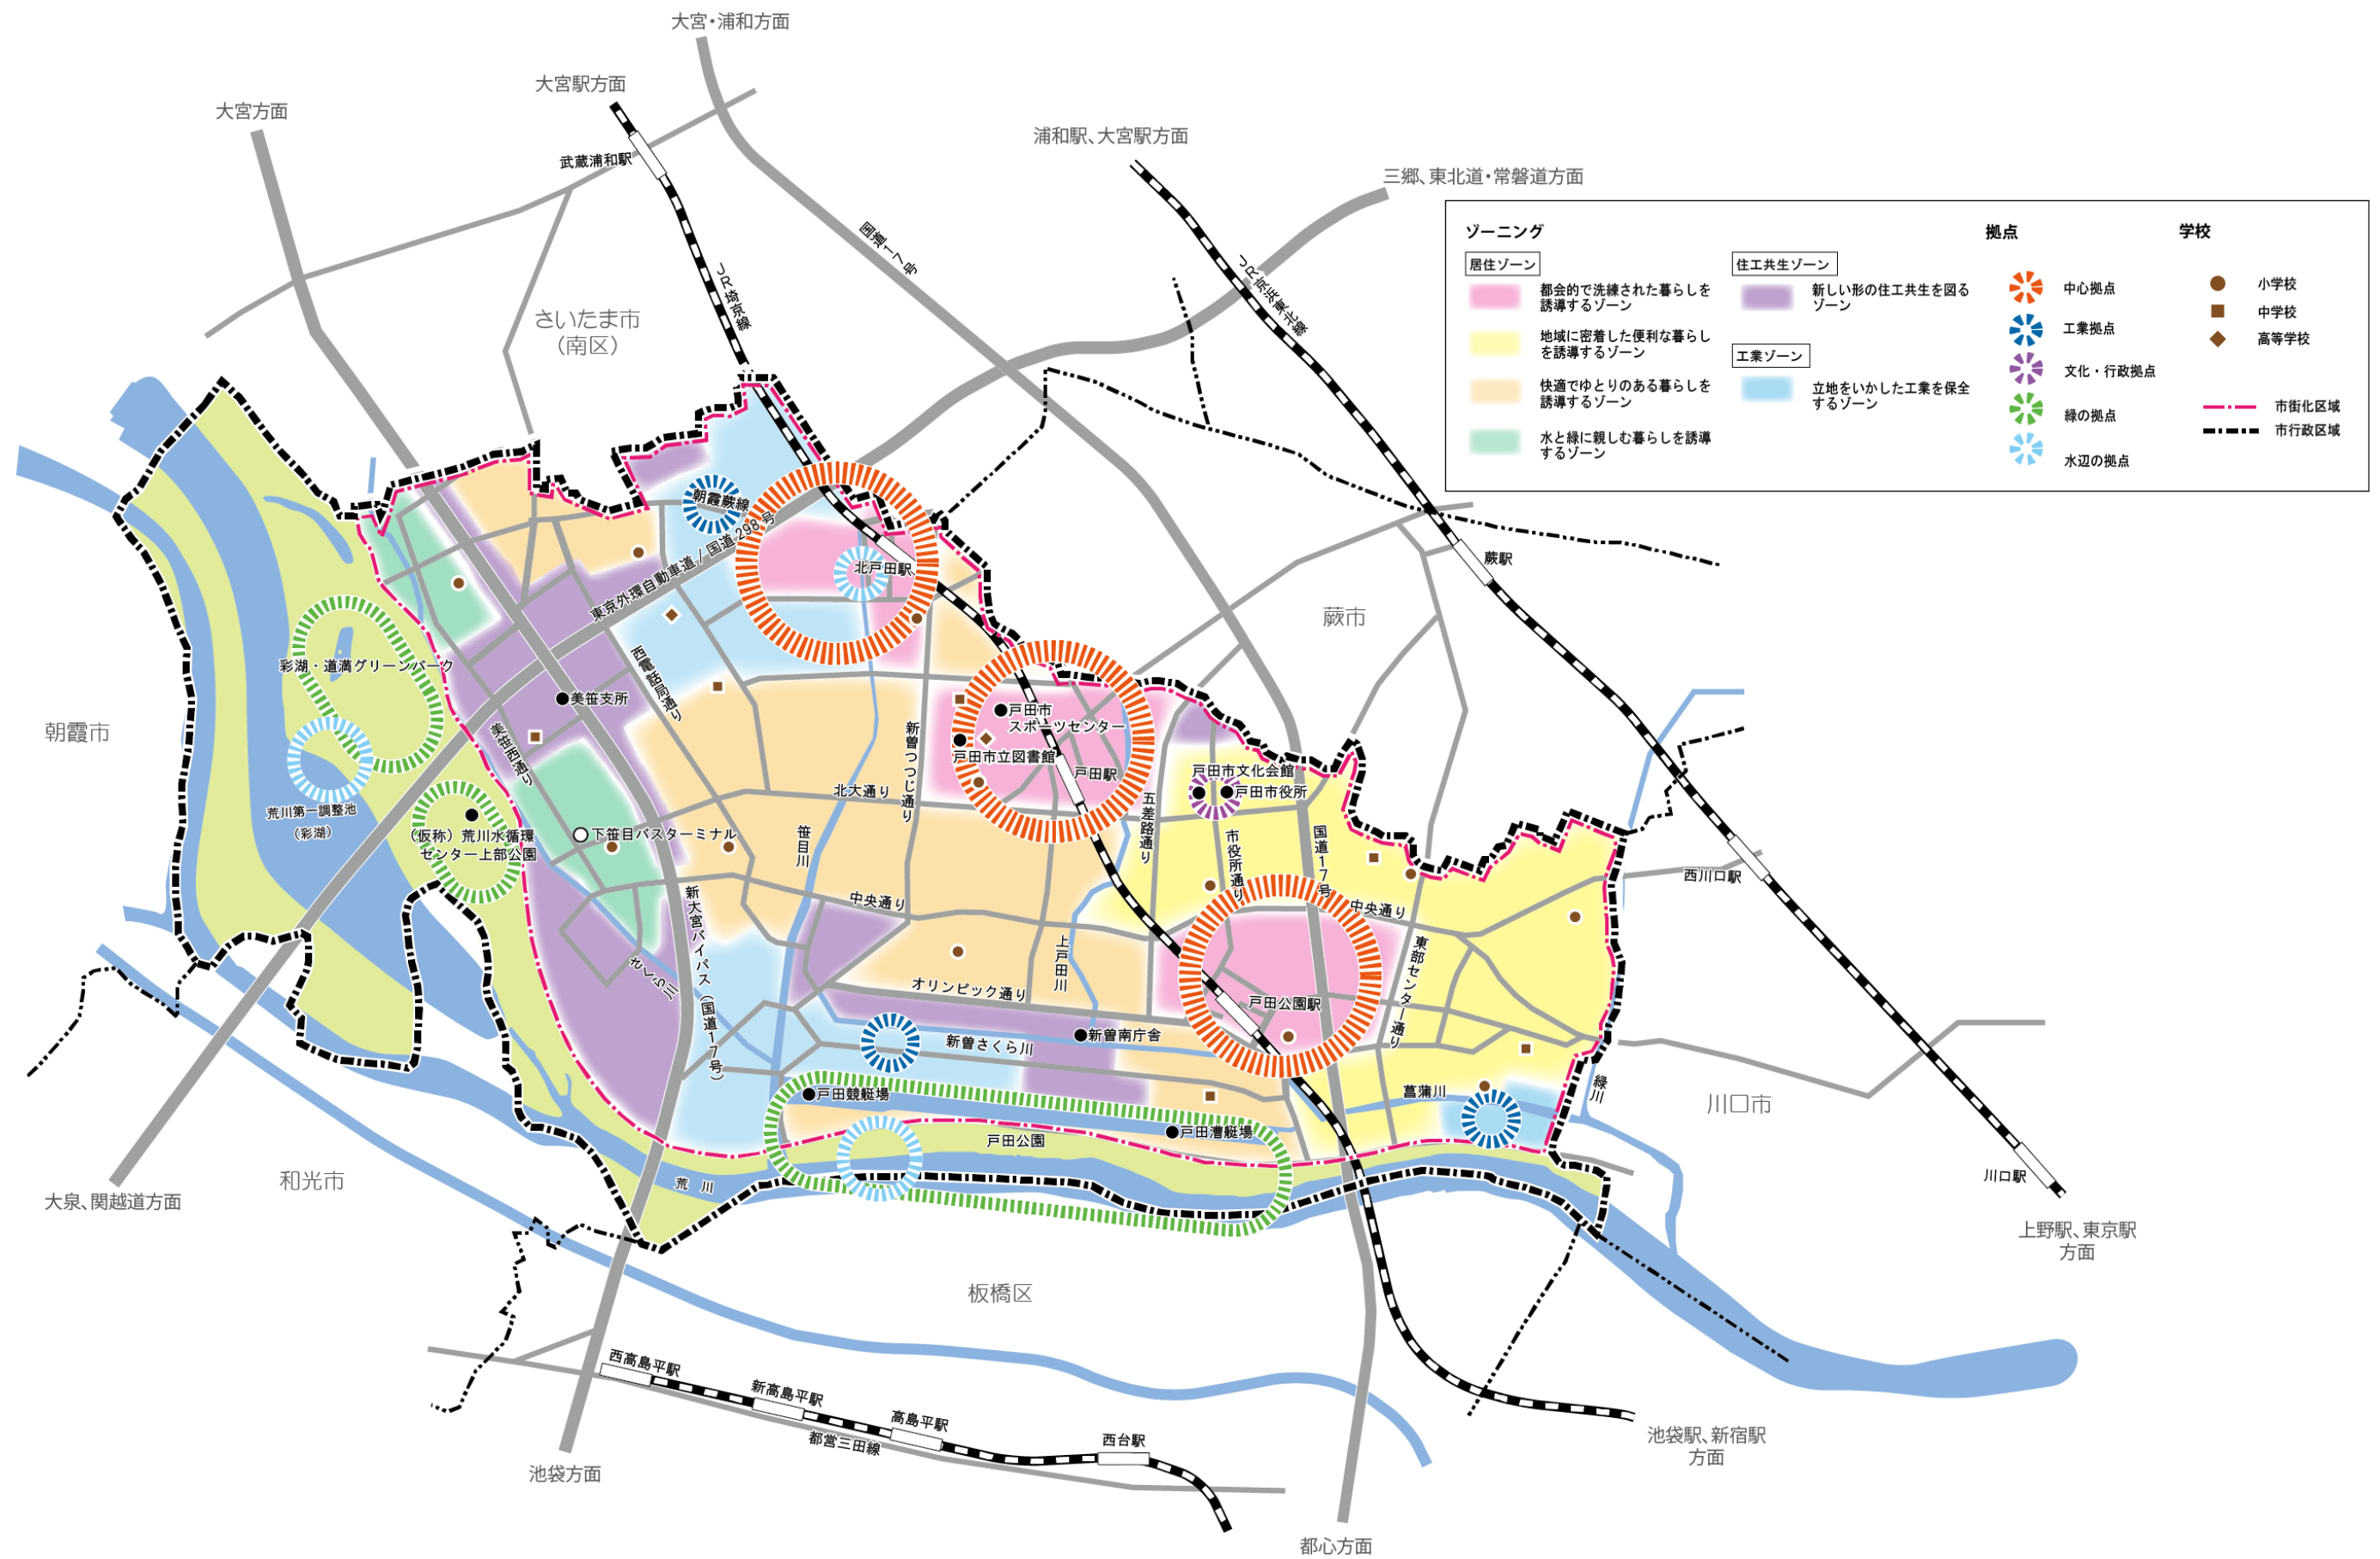 大宮・浦和方面
大宮駅方面
大宮方面
浦和駅、大宮駅方面
三郷、東北道・常磐道方面
武蔵浦和駅
JR埼京線
国道17号
JR京浜東北線
さいたま市
（南区）
ゾーニング
居住ゾーン
都会的で洗練された暮らしを
誘導するゾーン
地域に密着した便利な暮らし
を誘導するゾーン
快適でゆとりのある暮らしを
誘導するゾーン
水と緑に親しむ暮らしを誘導
するゾーン
住工共生ゾーン
新しい形の住工共生を図る
ゾーン
工業ゾーン
立地をいかした工業を保全
するゾーン
拠点
中心拠点
工業拠点
文化・行政拠点
緑の拠点
水辺の拠点
学校
小学校
中学校
高等学校
市街化区域
市行政区域
朝霞蕨線
東京外環自動車道 / 国道 298 号
北戸田駅
蕨駅
蕨市
彩湖・道満グリーンパーク
美笹支所
西電話局通り
美笹西通り
朝霞市
荒川第一調整池
（彩湖）
（仮称）荒川水循環
センター上部公園
下笹目バスターミナル
新曽つつじ通り
戸田市
スポーツセンター
戸田市立図書館
戸田駅
北大通り
笹目川
五差路通り
戸田市文化会館
戸田市役所
市役所通り
国道17号
西川口駅
中央通り
中央通り
新大宮バイパス（国道17号）
さくら川
上戸田川
オリンピック通り
東部センター通り
戸田公園駅
新曽さくら川
新曽南庁舎
戸田競艇場
戸田漕艇場
戸田公園
菖蒲川
緑川
川口市
川口駅
荒　川
和光市
大泉、関越道方面
板橋区
上野駅、東京駅
方面
西高島平駅
新高島平駅
高島平駅
都営三田線
西台駅
池袋方面
池袋駅、新宿駅
方面
都心方面